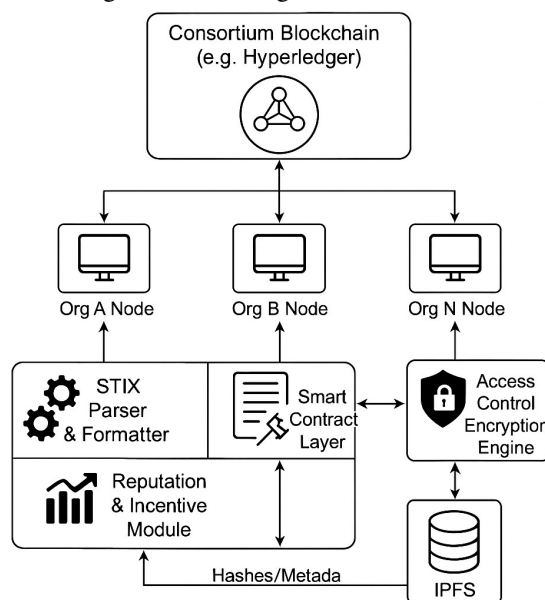 Consortium Blockchain
(e.g. Hyperledger)
Org A Node
Org B Node
Org N Node
STIX
Parser
& Formatter
Smart
Contract
Layer
Access
Control
Encryption
Engine
Reputation
& Incentive
Module
Hashes/Metada
IPFS